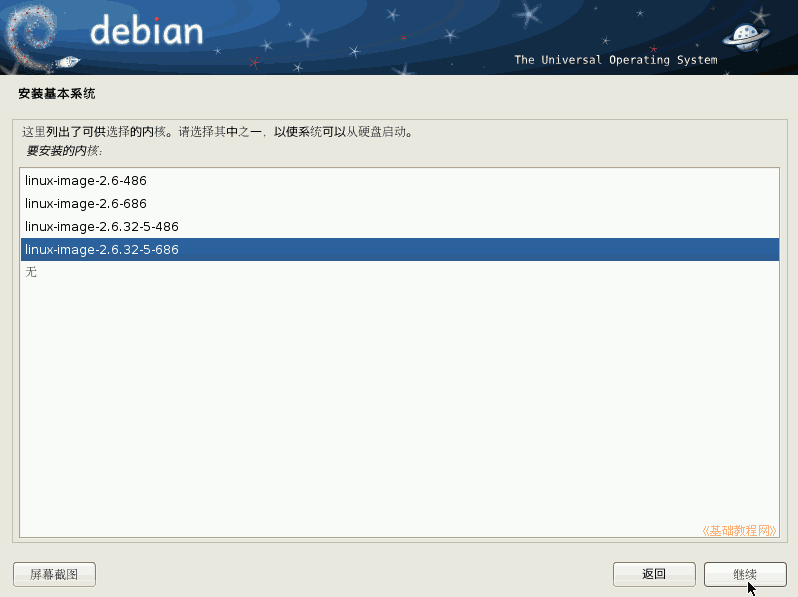 debian
The Universal Operating System
安装基本系统
这里列出了可供选择的内核。请选择其中之一，以使系统可以从硬盘启动。
要安装的内核:
linux-image-2.6-486
linux-image-2.6-686
linux-image-2.6.32-5-486
linux-image-2.6.32-5-686
无
《基础教程网》
屏幕截图
返回
继续